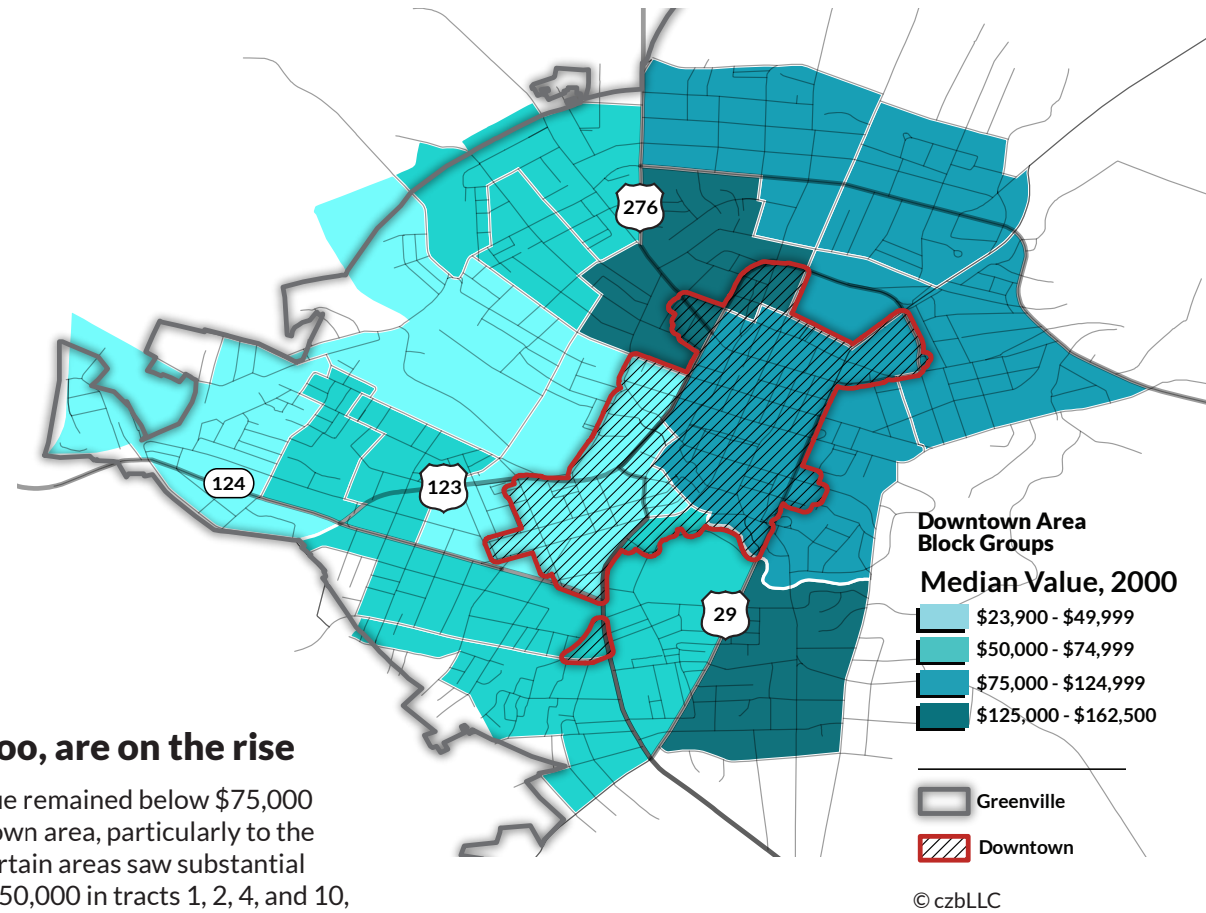 276
124
123
29
Downtown Area
Block Groups
Median Value, 2000
$23,900 - $49,999
$50,000 - $74,999
$75,000 - $124,999
$125,000 - $162,500
Greenville
Downtown
© czbLLC
oo, are on the rise
ue remained below $75,000
own area, particularly to the
rtain areas saw substantial
50,000 in tracts 1, 2, 4, and 10,